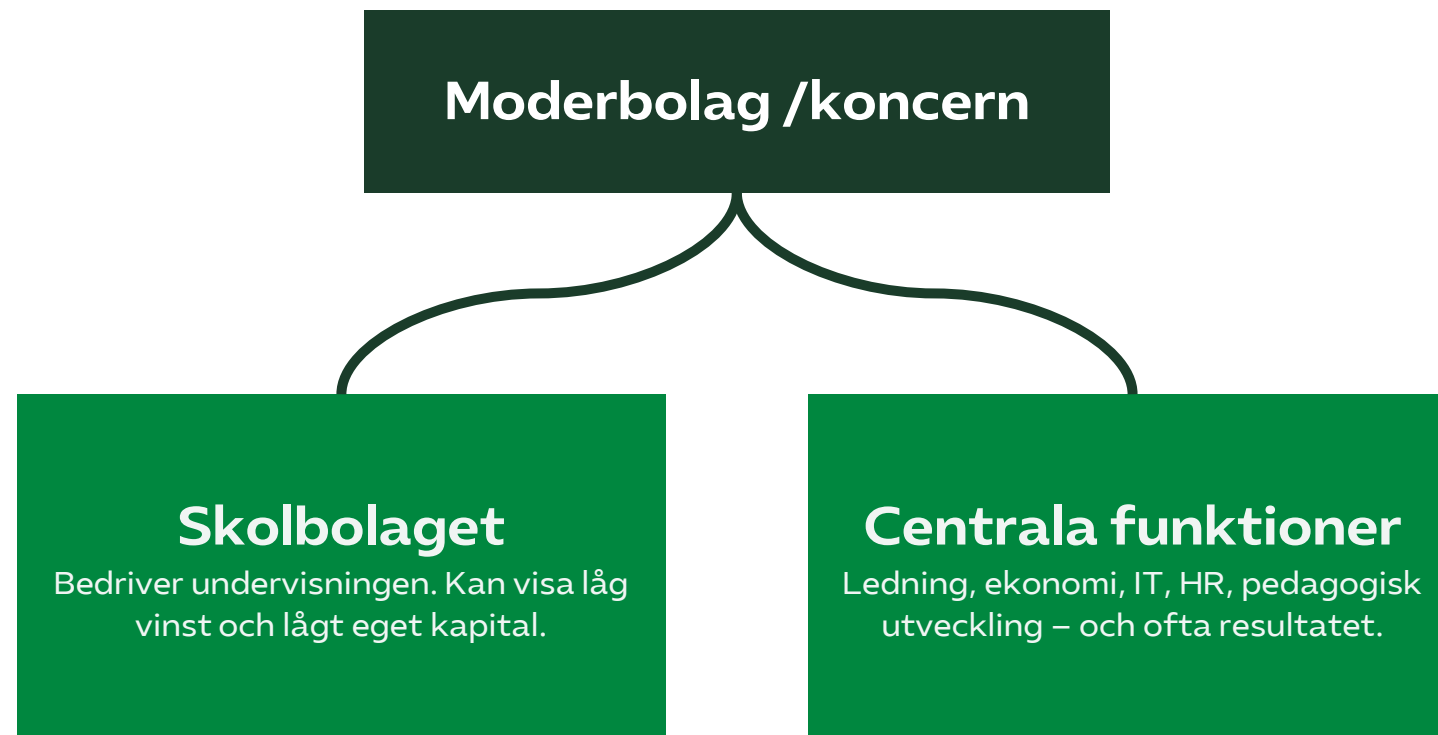 Moderbolag /koncern
Skolbolaget
Bedriver undervisningen. Kan visa låg
vinst och lågt eget kapital.
Centrala funktioner
Ledning, ekonomi, IT, HR, pedagogisk
utveckling – och ofta resultatet.